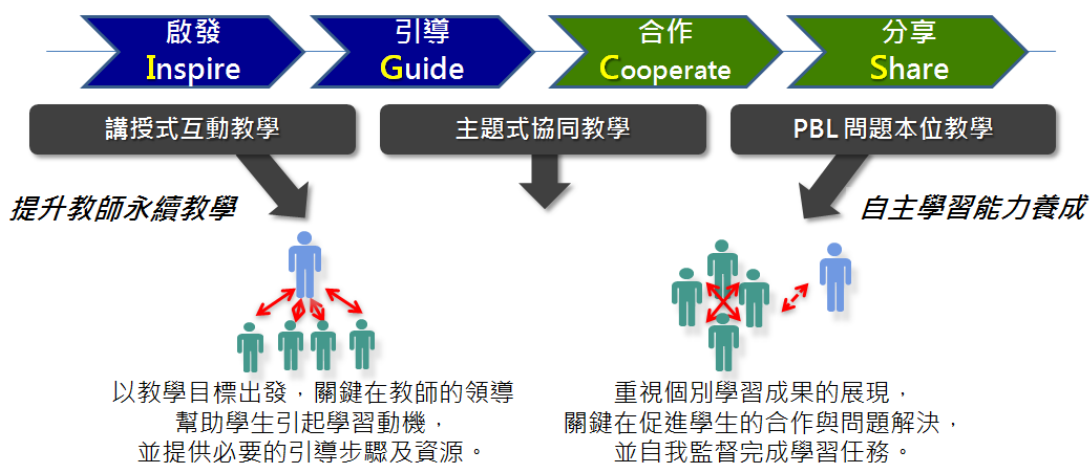 啟發
Inspire
引導
Guide
合作
Cooperate
分享
Share
講授式互動教學
主題式協同教學
PBL 問題本位教學
提升教師永續教學
自主學習能力養成
以教學目標出發，關鍵在教師的領導
幫助學生引起學習動機，
並提供必要的引導步驟及資源。
重視個別學習成果的展現，
關鍵在促進學生的合作與問題解決，
並自我監督完成學習任務。